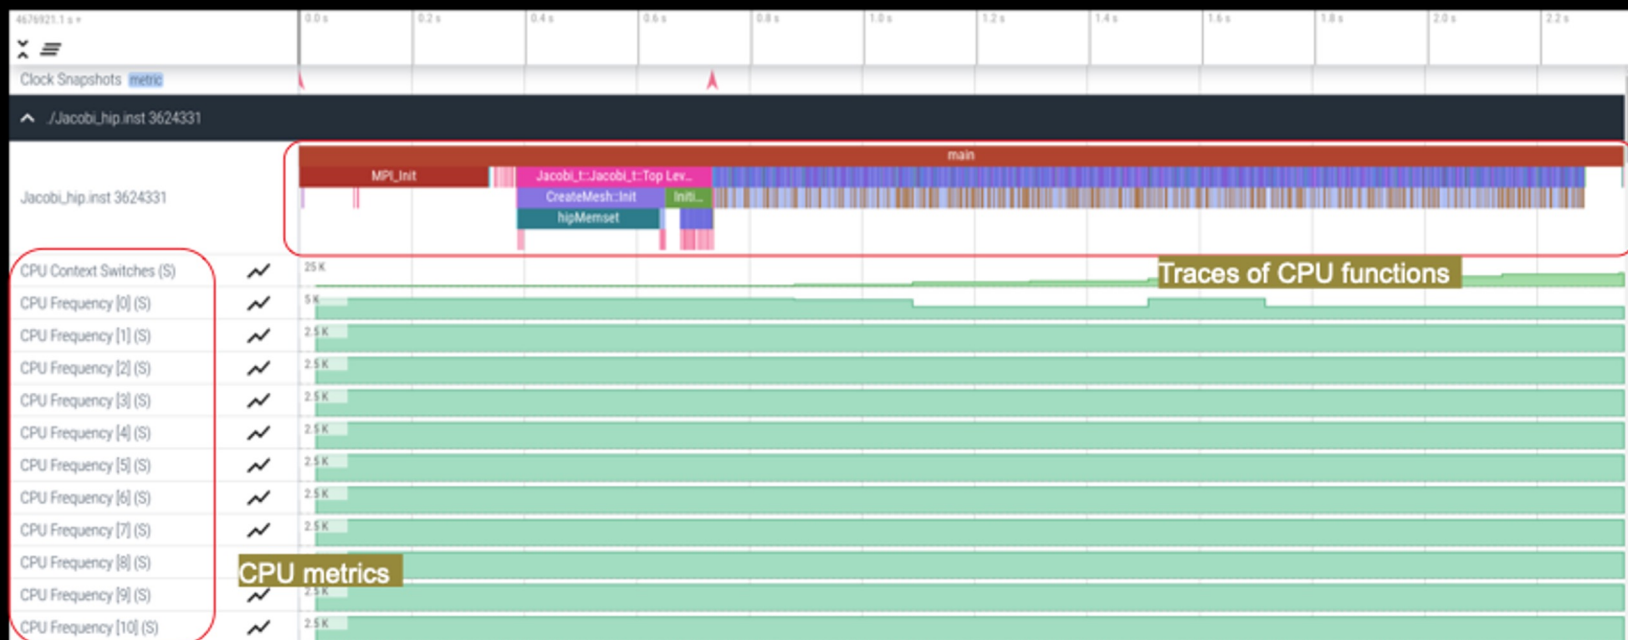 4676921.1 s +
0.0 s 0.2 s 0.4 s 0.6 s 0.8 s 1.0 s 1.2 s 1.4 s 1.6 s 1.8 s 2.0 s 2.2 s
Clock Snapshots metric
./Jacobi_hip.inst 3624331
main
MPI_Init Jacobi_t::Jacobi_t::Top Lev...
Jacobi_hip.inst 3624331 CreateMesh::Init Initi...
hipMemset
CPU Context Switches (S) 25 K
Traces of CPU functions
CPU Frequency [0] (S) 5 K
CPU Frequency [1] (S) 2.5 K
CPU Frequency [2] (S) 2.5 K
CPU Frequency [3] (S) 2.5 K
CPU Frequency [4] (S) 2.5 K
CPU Frequency [5] (S) 2.5 K
CPU Frequency [6] (S) 2.5 K
CPU Frequency [7] (S) 2.5 K
CPU Frequency [8] (S)
CPU metrics
CPU Frequency [9] (S) 2.5 K
CPU Frequency [10] (S) 2.5 K